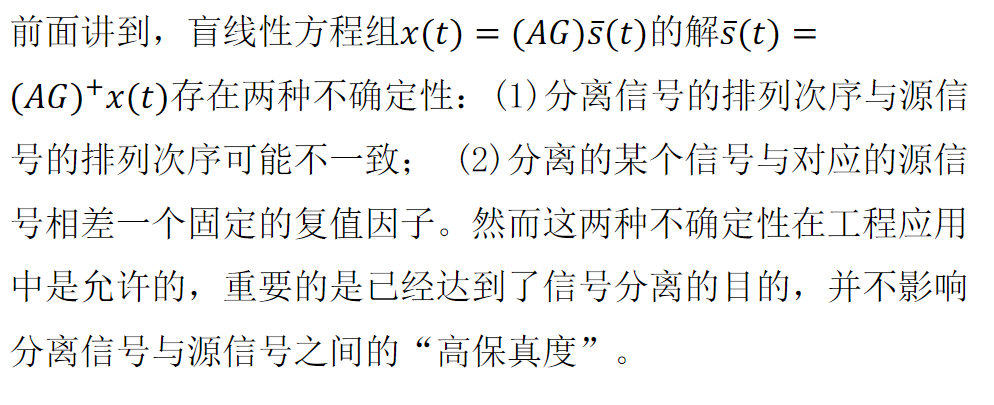 前面讲到，盲线性方程组x(t) = (AG)s̄(t)的解s̄(t) =
(AG)⁺x(t)存在两种不确定性：(1)分离信号的排列次序与源信
号的排列次序可能不一致； (2)分离的某个信号与对应的源信
号相差一个固定的复值因子。然而这两种不确定性在工程应用
中是允许的，重要的是已经达到了信号分离的目的，并不影响
分离信号与源信号之间的“高保真度”。